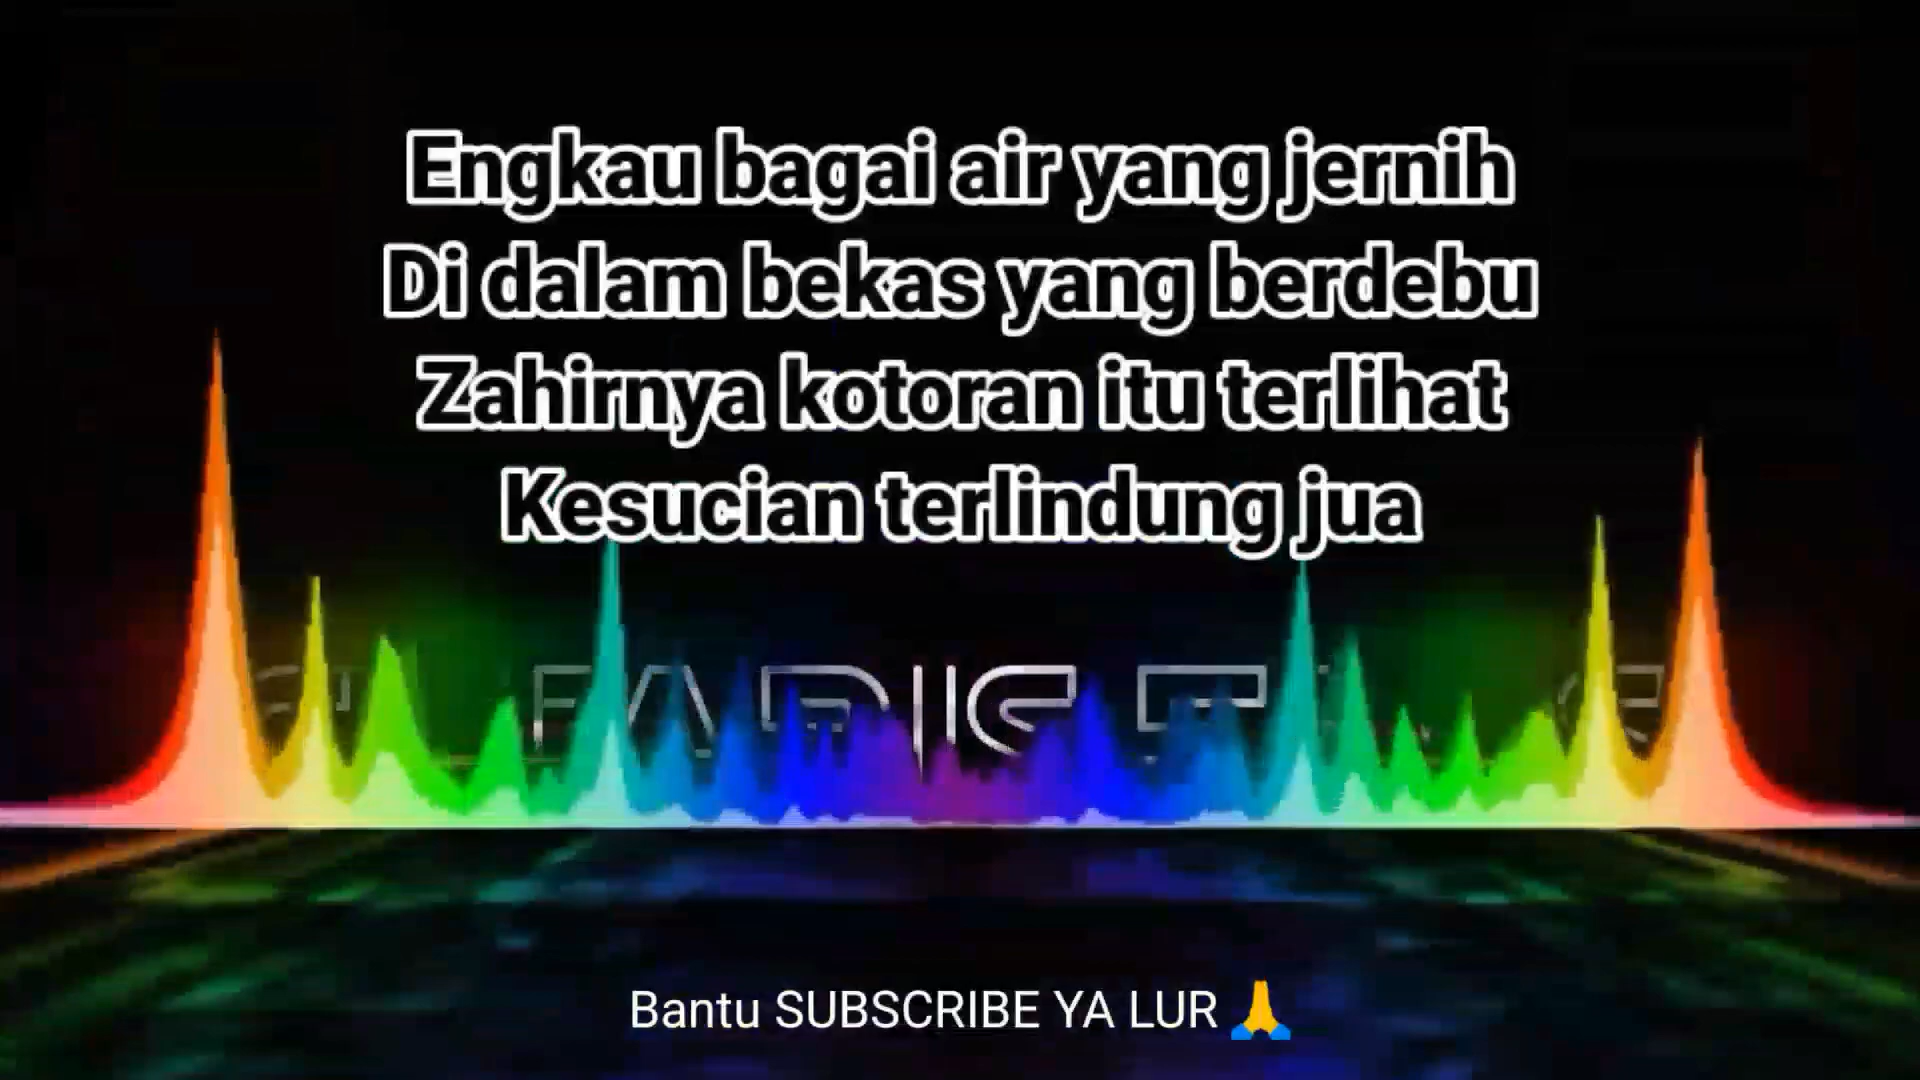 Engkau bagai air yang jernih
Di dalam bekas yang berdebu
Zahirnya kotoran itu terlihat
Kesucian terlindung jua
Bantu SUBSCRIBE YA LUR 🙏